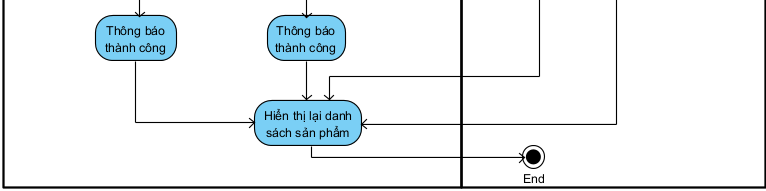 Thông báo
thành công
Thông báo
thành công
Hiển thị lại danh
sách sản phẩm
End